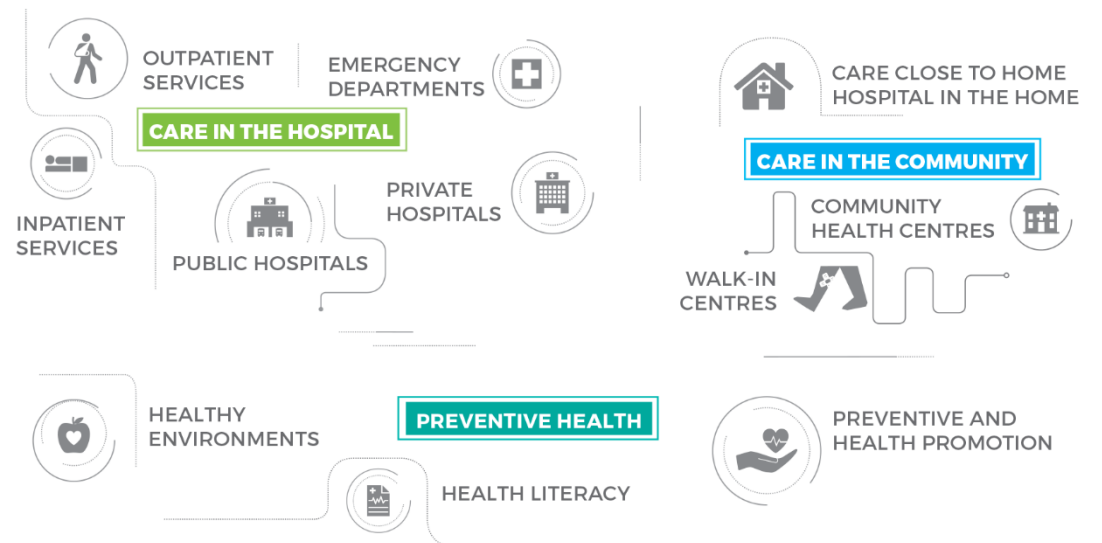 OUTPATIENT
SERVICES
EMERGENCY
DEPARTMENTS
CARE IN THE HOSPITAL
INPATIENT
SERVICES
PUBLIC HOSPITALS
PRIVATE
HOSPITALS
CARE CLOSE TO HOME
HOSPITAL IN THE HOME
CARE IN THE COMMUNITY
COMMUNITY
HEALTH CENTRES
WALK-IN
CENTRES
HEALTHY
ENVIRONMENTS
PREVENTIVE HEALTH
HEALTH LITERACY
PREVENTIVE AND
HEALTH PROMOTION